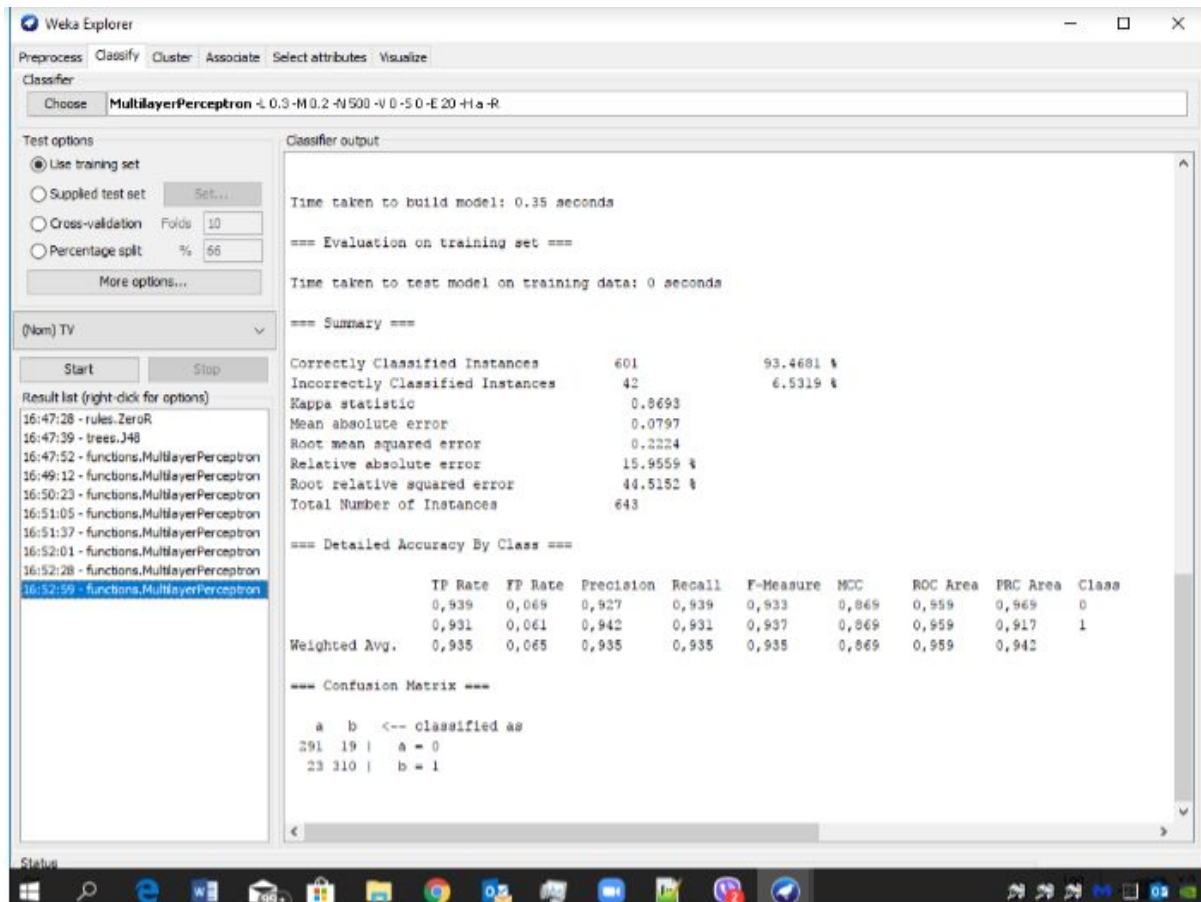 Weka Explorer
Preprocess Classify Cluster Associate Select attributes Visualize
Classifier
Choose MultilayerPerceptron -L 0.3 -M 0.2 -N 500 -V 0 -S 0 -E 20 -H a -R
Test options
Use training set
Supplied test set Set...
Cross-validation Folds 10
Percentage split % 66
More options...
(Nom) TV
Start Stop
Result list (right-click for options)
16:47:28 - rules.ZeroR
16:47:39 - trees.J48
16:47:52 - functions.MultilayerPerceptron
16:49:12 - functions.MultilayerPerceptron
16:50:23 - functions.MultilayerPerceptron
16:51:05 - functions.MultilayerPerceptron
16:51:37 - functions.MultilayerPerceptron
16:52:01 - functions.MultilayerPerceptron
16:52:28 - functions.MultilayerPerceptron
16:52:59 - functions.MultilayerPerceptron
Classifier output
Time taken to build model: 0.35 seconds
=== Evaluation on training set ===
Time taken to test model on training data: 0 seconds
=== Summary ===
Correctly Classified Instances 601 93.4681 %
Incorrectly Classified Instances 42 6.5319 %
Kappa statistic 0.8693
Mean absolute error 0.0797
Root mean squared error 0.2224
Relative absolute error 15.9559 %
Root relative squared error 44.5152 %
Total Number of Instances 643
=== Detailed Accuracy By Class ===
TP Rate FP Rate Precision Recall F-Measure MCC ROC Area PRC Area Class
0,939 0,069 0,927 0,939 0,933 0,869 0,959 0,969 0
0,931 0,061 0,942 0,931 0,937 0,869 0,959 0,917 1
Weighted Avg. 0,935 0,065 0,935 0,935 0,935 0,869 0,959 0,942
=== Confusion Matrix ===
a b <-- classified as
291 19 | a = 0
23 310 | b = 1
Status